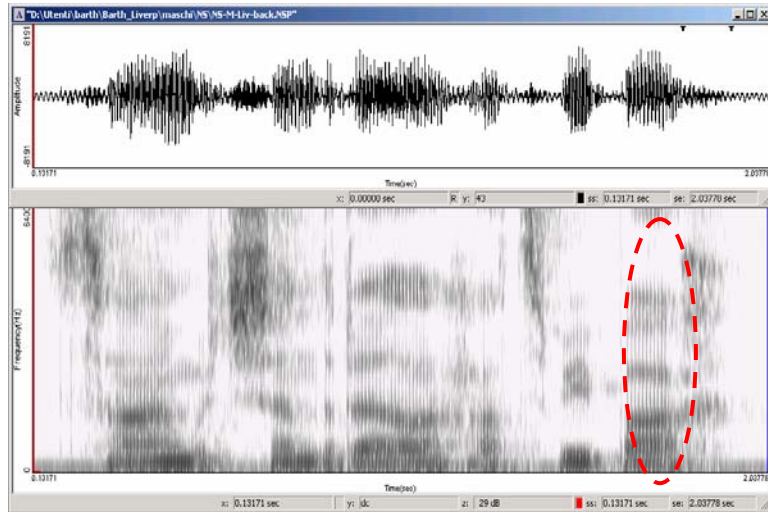 "D:\Utenti\barth\Barth_Liverp\maschi\NS\NS-M-Liv-back.NSP"
8191
Amplitude
-8191
0.13171
Time(sec)
2.03778
x: 0.00000 sec R y: 43 ss: 0.13171 sec se: 2.03778 sec
6400
Frequency(Hz)
0
0.13171
Time(sec)
2.03778
x: 0.13171 sec y: dc z: 29 dB ss: 0.13171 sec se: 2.03778 sec